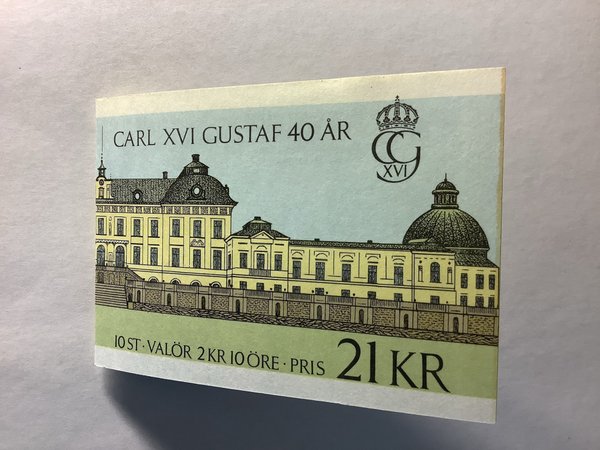 CARL XVI GUSTAF 40 ÅR
CG
XVI
10 ST · VALÖR 2 KR 10 ÖRE · PRIS 21 KR